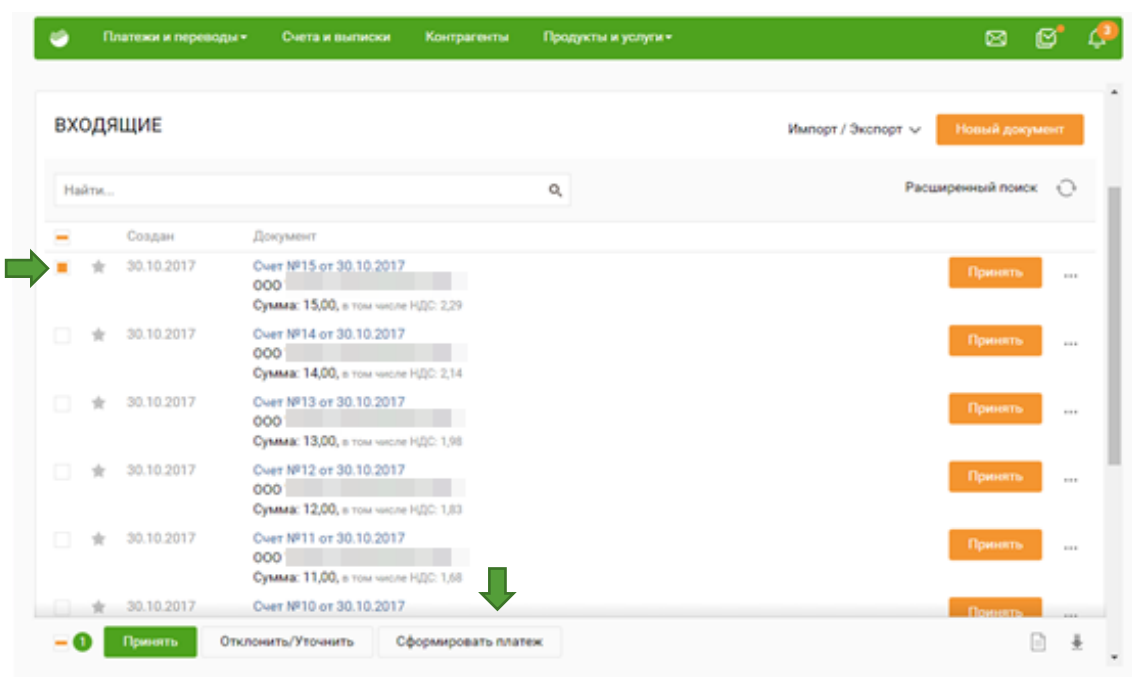 Платежи и переводы Счета и выписки Контрагенты Продукты и услуги 3
ВХОДЯЩИЕ Импорт / Экспорт Новый документ
Найти... Расширенный поиск
Создан Документ
30.10.2017 Счет №15 от 30.10.2017 Принять ...
ООО
Сумма: 15,00, в том числе НДС: 2,29
30.10.2017 Счет №14 от 30.10.2017 Принять ...
ООО
Сумма: 14,00, в том числе НДС: 2,14
30.10.2017 Счет №13 от 30.10.2017 Принять ...
ООО
Сумма: 13,00, в том числе НДС: 1,98
30.10.2017 Счет №12 от 30.10.2017 Принять ...
ООО
Сумма: 12,00, в том числе НДС: 1,83
30.10.2017 Счет №11 от 30.10.2017 Принять ...
ООО
Сумма: 11,00, в том числе НДС: 1,68
30.10.2017 Счет №10 от 30.10.2017 Принять ...
1 Принять Отклонить/Уточнить Сформировать платеж